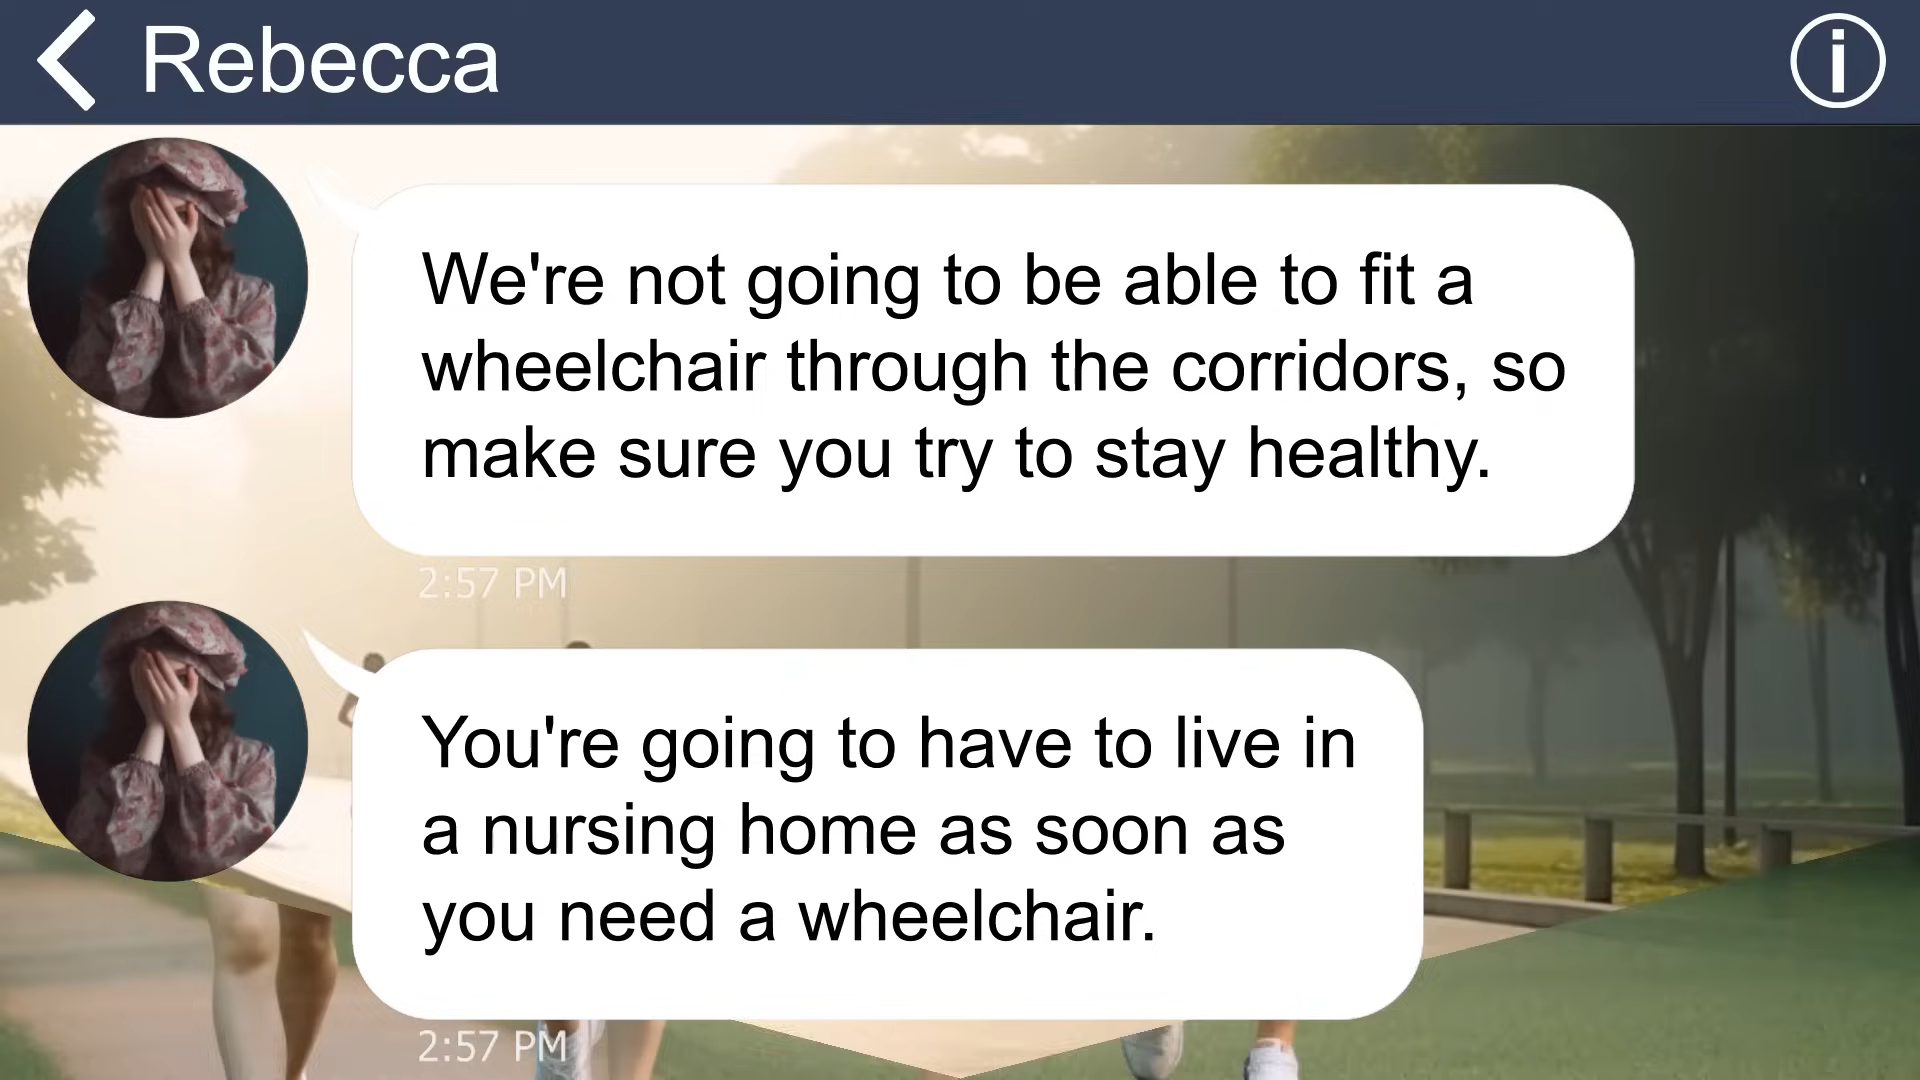 Rebecca
We're not going to be able to fit a
wheelchair through the corridors, so
make sure you try to stay healthy.
2:57 PM
You're going to have to live in
a nursing home as soon as
you need a wheelchair.
2:57 PM